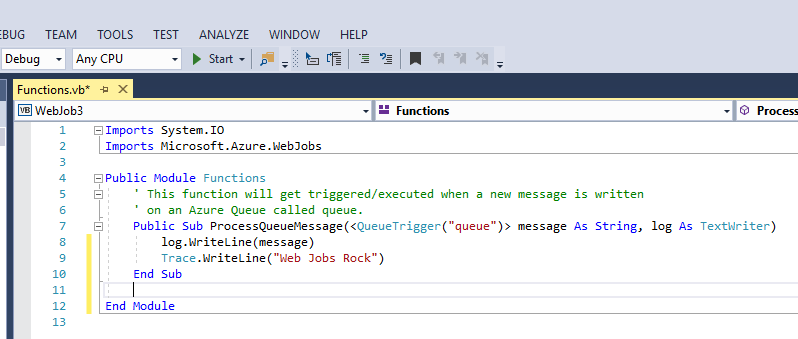 EBUG TEAM TOOLS TEST ANALYZE WINDOW HELP
Debug Any CPU Start
Functions.vb*
VB WebJob3 Functions Process
1 Imports System.IO
2 Imports Microsoft.Azure.WebJobs
3
4 Public Module Functions
5 ' This function will get triggered/executed when a new message is written
6 ' on an Azure Queue called queue.
7 Public Sub ProcessQueueMessage(<QueueTrigger("queue")> message As String, log As TextWriter)
8 log.WriteLine(message)
9 Trace.WriteLine("Web Jobs Rock")
10 End Sub
11
12 End Module
13